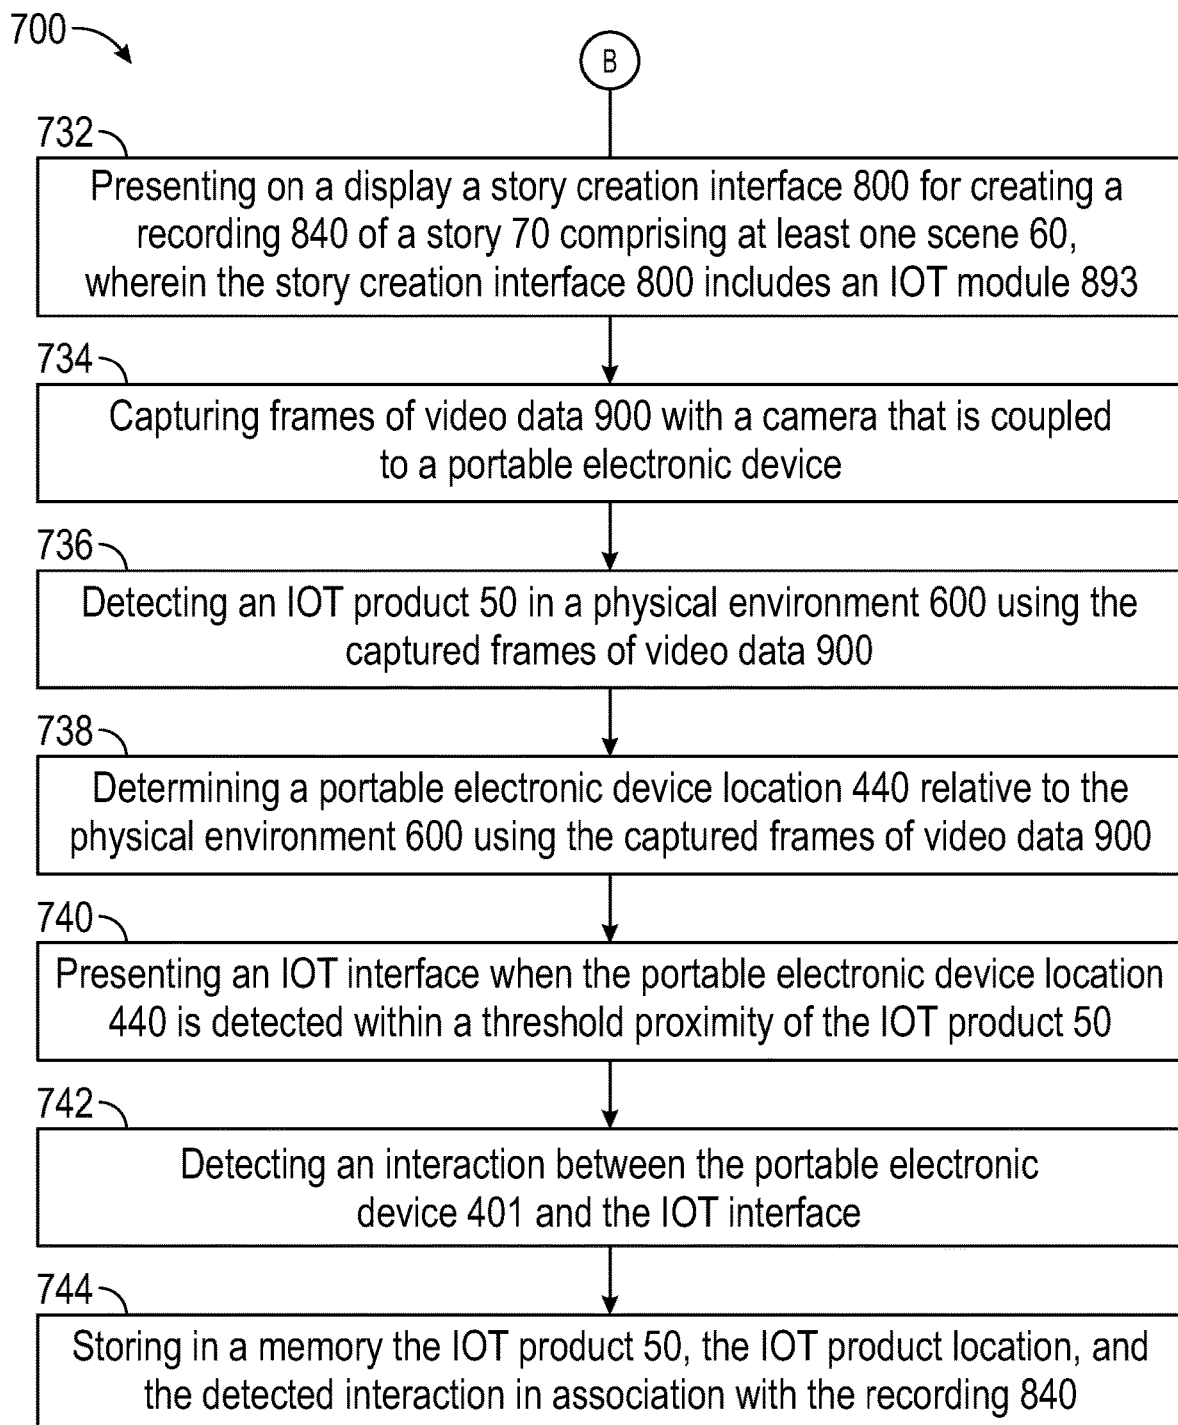 700
B
732
Presenting on a display a story creation interface 800 for creating a
recording 840 of a story 70 comprising at least one scene 60,
wherein the story creation interface 800 includes an IOT module 893
734
Capturing frames of video data 900 with a camera that is coupled
to a portable electronic device
736
Detecting an IOT product 50 in a physical environment 600 using the
captured frames of video data 900
738
Determining a portable electronic device location 440 relative to the
physical environment 600 using the captured frames of video data 900
740
Presenting an IOT interface when the portable electronic device location
440 is detected within a threshold proximity of the IOT product 50
742
Detecting an interaction between the portable electronic
device 401 and the IOT interface
744
Storing in a memory the IOT product 50, the IOT product location, and
the detected interaction in association with the recording 840